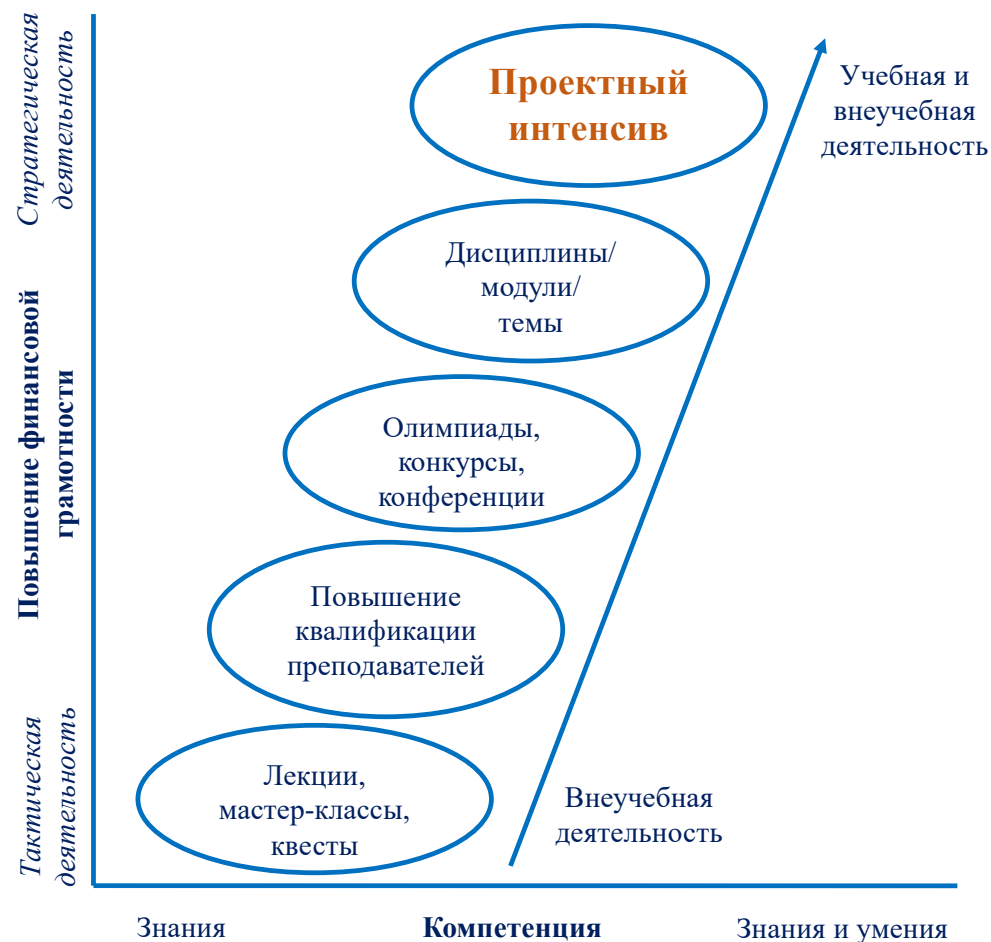 Стратегическая
деятельность
Повышение финансовой
грамотности
Тактическая
деятельность
Проектный
интенсив
Учебная и
внеучебная
деятельность
Дисциплины/
модули/
темы
Олимпиады,
конкурсы,
конференции
Повышение
квалификации
преподавателей
Лекции,
мастер-классы,
квесты
Внеучебная
деятельность
Знания
Компетенция
Знания и умения